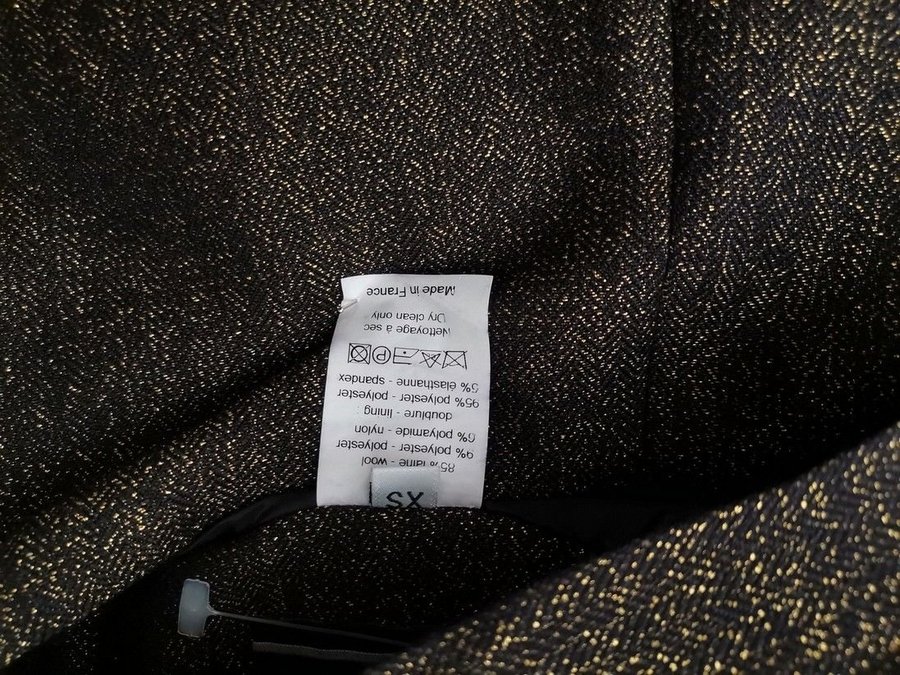 XS
85% laine - wool
9% polyester - polyester
6% polyamide - nylon
doublure - lining :
95% polyester - polyester
5% élasthanne - spandex
P
Nettoyage à sec
Dry clean only
Made in France